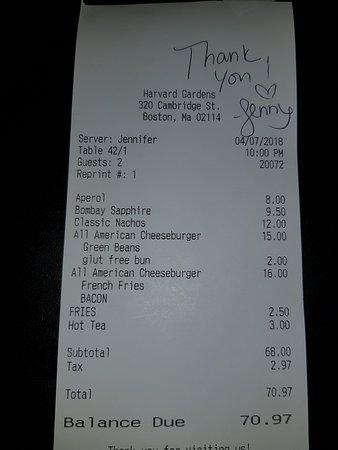 Thank
you!
Jenny
Harvard Gardens
320 Cambridge St.
Boston, Ma 02114
Server: Jennifer 04/07/2018
Table 42/1 10:00 PM
Guests: 2 20072
Reprint #: 1
Aperol 8.00
Bombay Sapphire 9.50
Classic Nachos 12.00
All American Cheeseburger 15.00
Green Beans
glut free bun 2.00
All American Cheeseburger 16.00
French Fries
BACON
FRIES 2.50
Hot Tea 3.00
Subtotal 68.00
Tax 2.97
Total 70.97
Balance Due 70.97
Thank you for visiting us!